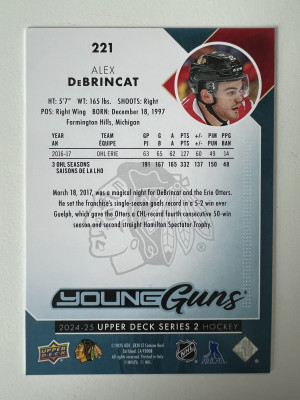 221
ALEX
DeBRINCAT
HT: 5'7" WT: 165 lbs. SHOOTS: Right
POS: Right Wing BORN: December 18, 1997
Farmington Hills, Michigan
YEAR TEAM GP G A PTS +/- PIM PPG
AN ÉQUIPE PJ B A PTS +/- PUN BAN
2016-17 OHL ERIE 63 65 62 127 60 49 14
3 OHL SEASONS 191 167 165 332 137 150 48
SAISONS DE LA LHO
March 18, 2017, was a magical night for DeBrincat and the Erie Otters.
He set the franchise's single-season goals record in a 5-2 win over
Guelph, which gave the Otters a CHL-record fourth consecutive 50-win
season and second straight Hamilton Spectator Trophy.
YOUNG Guns
2024-25 UPPER DECK SERIES 2 HOCKEY
UPPER DECK
NHL